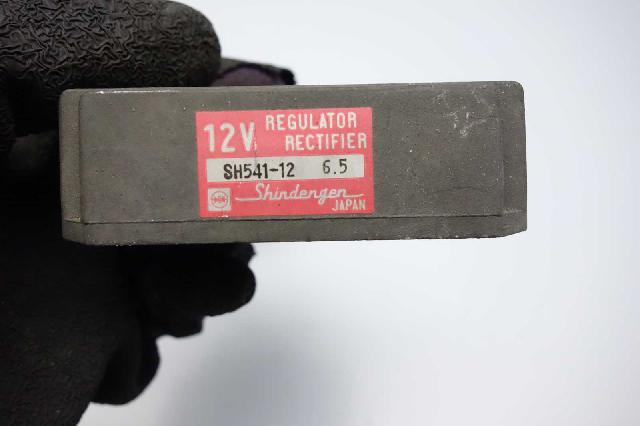 12V REGULATOR
RECTIFIER
SH541-12 6.5
Shindengen
JAPAN